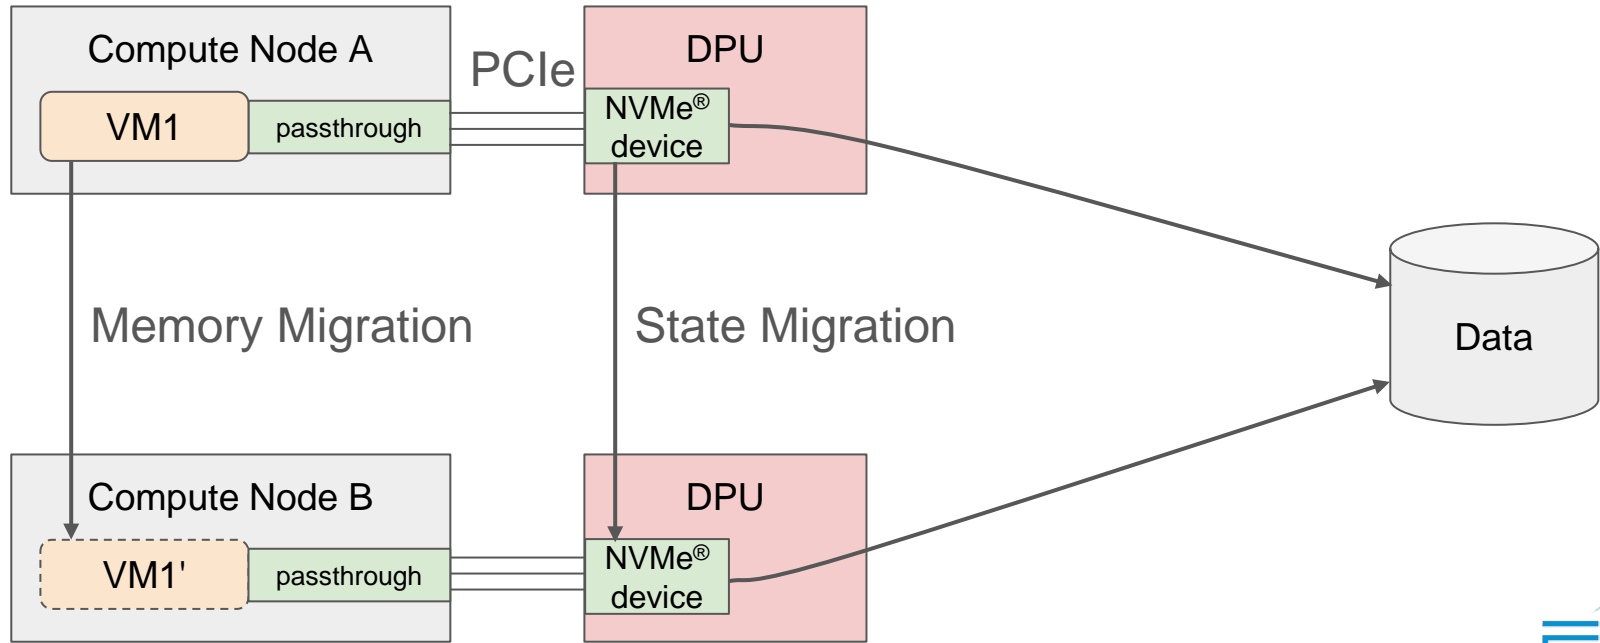 Compute Node A
PCIe
DPU
VM1
passthrough
NVMe®
device
Memory Migration
State Migration
Data
Compute Node B
DPU
VM1'
passthrough
NVMe®
device